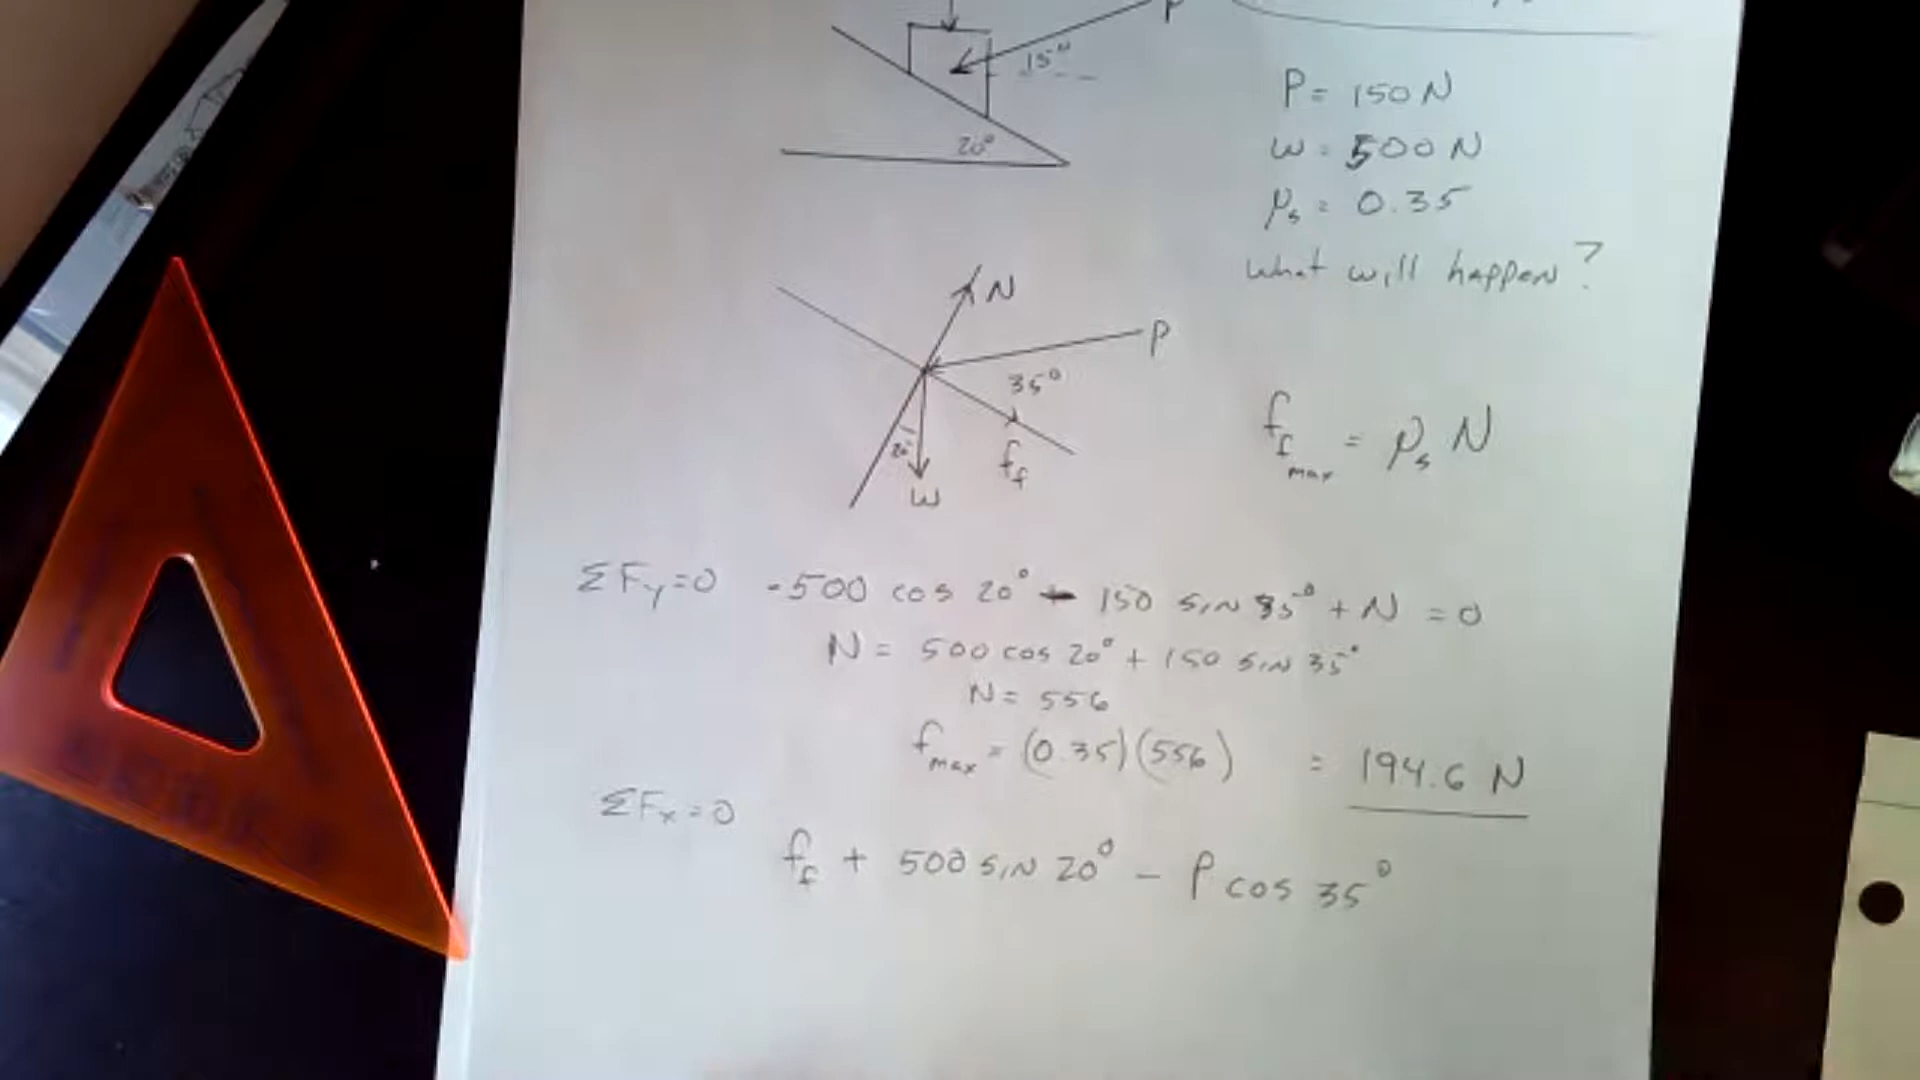 P
15°
20°
P = 150 N
W = 500 N
μs = 0.35
What will happen?
N
P
35°
20°
ff
W
ff max = μs N
ΣFy=0 -500 cos 20° - 150 sin 35° + N = 0
N = 500 cos 20° + 150 sin 35°
N = 556
fmax = (0.35)(556) = 194.6 N
ΣFx=0
ff + 500 sin 20° - P cos 35°